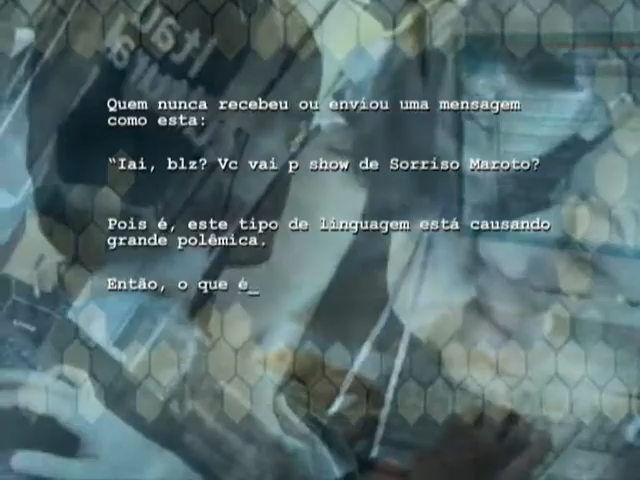 Quem nunca recebeu ou enviou uma mensagem
como esta:
“Iai, blz? Vc vai p show de Sorriso Maroto?
Pois é, este tipo de linguagem está causando
grande polêmica.
Então, o que é_